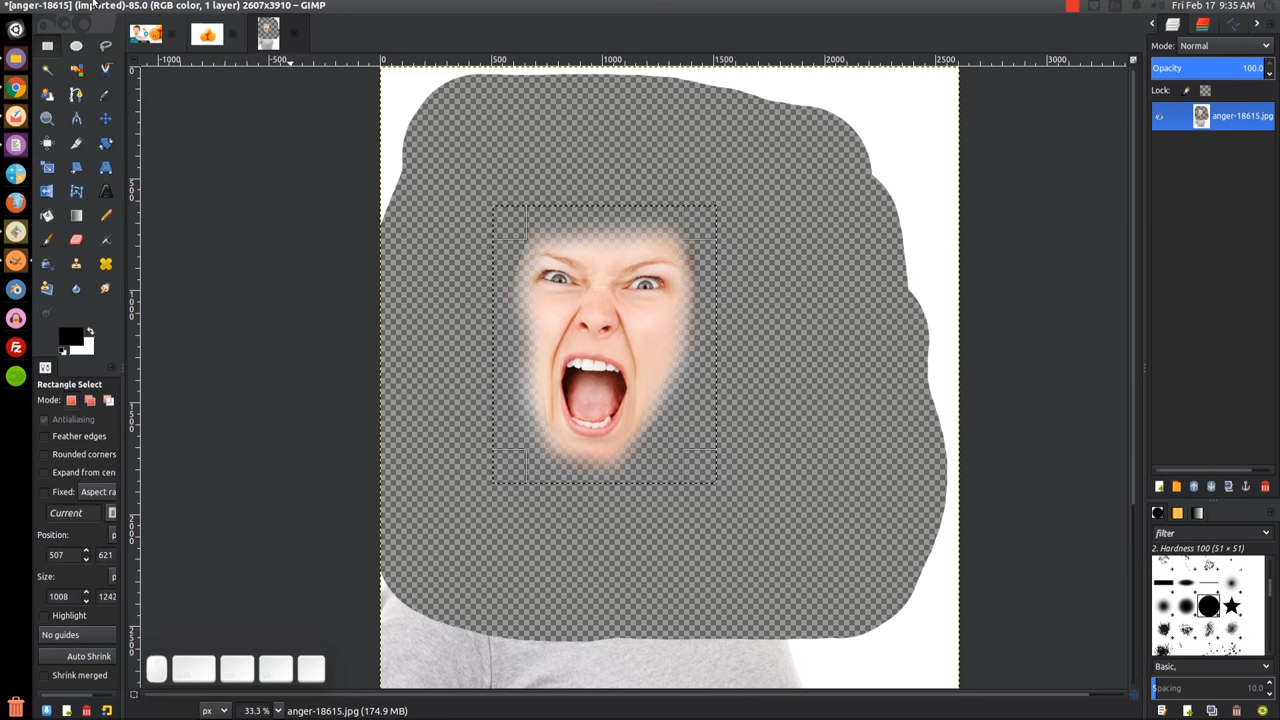 *[anger-18615] (imported)-85.0 (RGB color, 1 layer) 2607x3910 – GIMP
Fri Feb 17 9:35 AM
-1000 -500 0 500 1000 1500 2000 2500 3000
Mode: Normal
Opacity 100.0
Lock:
anger-18615.jpg
Rectangle Select
Mode:
Antialiasing
Feather edges
Rounded corners
Expand from cen
Fixed: Aspect ra
Current
Position: p
507 621
Size: p
1008 1242
Highlight
No guides
Auto Shrink
Shrink merged
filter
2. Hardness 100 (51 × 51)
Basic,
Spacing 10.0
px 33.3 % anger-18615.jpg (174.9 MB)